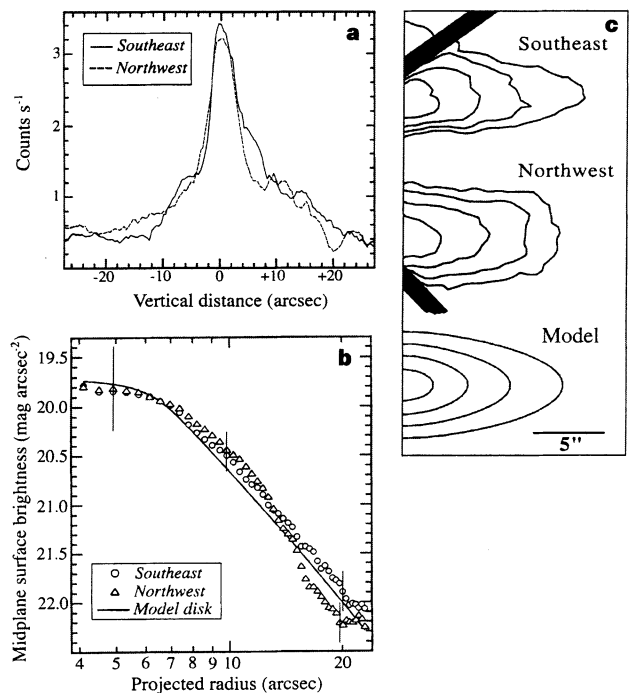 a
Southeast
Northwest
3
2
1
Counts s⁻¹
-20 -10 0 +10 +20
Vertical distance (arcsec)
b
19.5
20.0
20.5
21.0
21.5
22.0
Midplane surface brightness (mag arcsec⁻²)
Southeast
Northwest
Model disk
4 5 6 7 8 9 10 20
Projected radius (arcsec)
c
Southeast
Northwest
Model
5"